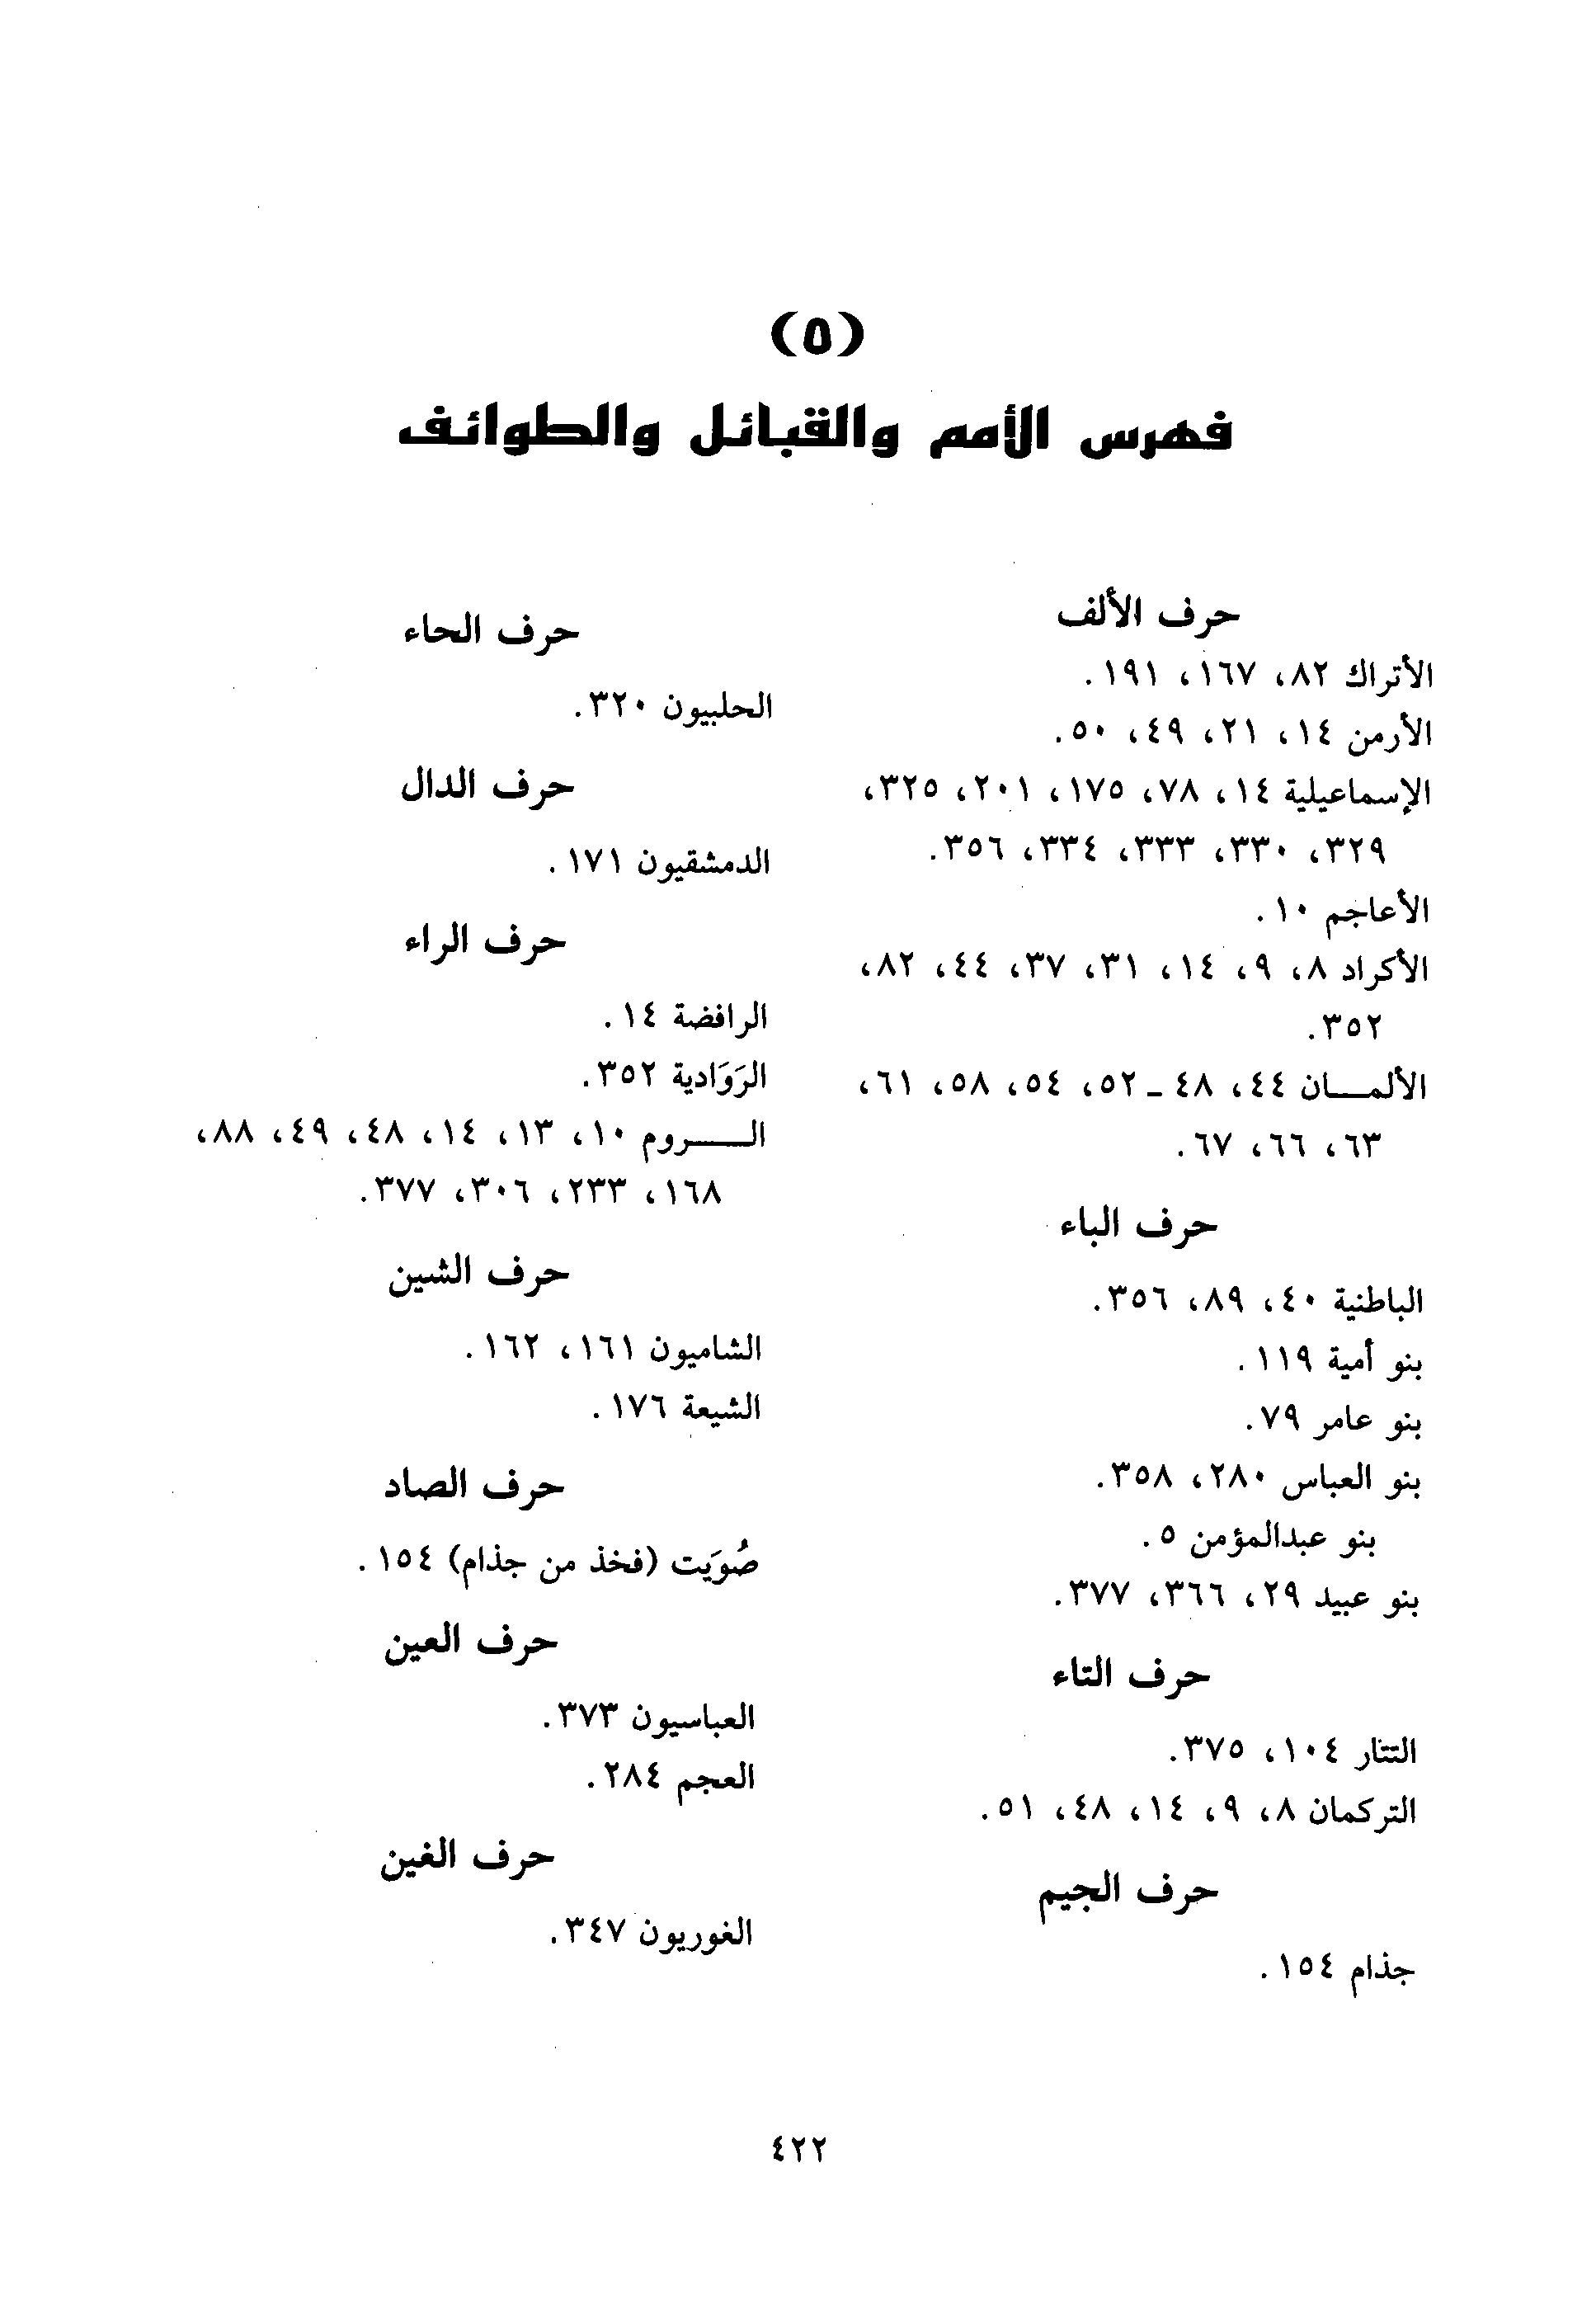 (٥)
فهرس الأمم والقبائل والطوائف
حرف الألف
الأتراك ٨٢، ١٦٧، ١٩١.
الأرمن ١٤، ٢١، ٤٩، ٥٠.
الإسماعيلية ١٤، ٧٨، ١٧٥، ٢٠١، ٣٢٥،
٣٢٩، ٣٣٠، ٣٣٣، ٣٣٤، ٣٥٦.
الأعاجم ١٠.
الأكراد ٨، ٩، ١٤، ٣١، ٣٧، ٤٤، ٨٢،
٣٥٢.
الألمـــان ٤٤، ٤٨ ـ ٥٢، ٥٤، ٥٨، ٦١،
٦٣، ٦٦، ٦٧.
حرف الباء
الباطنية ٤٠، ٨٩، ٣٥٦.
بنو أمية ١١٩.
بنو عامر ٧٩.
بنو العباس ٢٨٠، ٣٥٨.
بنو عبدالمؤمن ٥.
بنو عبيد ٢٩، ٣٦٦، ٣٧٧.
حرف التاء
التتار ١٠٤، ٣٧٥.
التركمان ٨، ٩، ١٤، ٤٨، ٥١.
حرف الجيم
جذام ١٥٤.
حرف الحاء
الحلبيون ٣٢٠.
حرف الدال
الدمشقيون ١٧١.
حرف الراء
الرافضة ١٤.
الرَوَادية ٣٥٢.
الـــــروم ١٠، ١٣، ١٤، ٤٨، ٤٩، ٨٨،
١٦٨، ٢٣٣، ٣٠٦، ٣٧٧.
حرف الشين
الشاميون ١٦١، ١٦٢.
الشيعة ١٧٦.
حرف الصاد
صُوَيت (فخذ من جذام) ١٥٤.
حرف العين
العباسيون ٣٧٣.
العجم ٢٨٤.
حرف الغين
الغوريون ٣٤٧.
٤٢٢